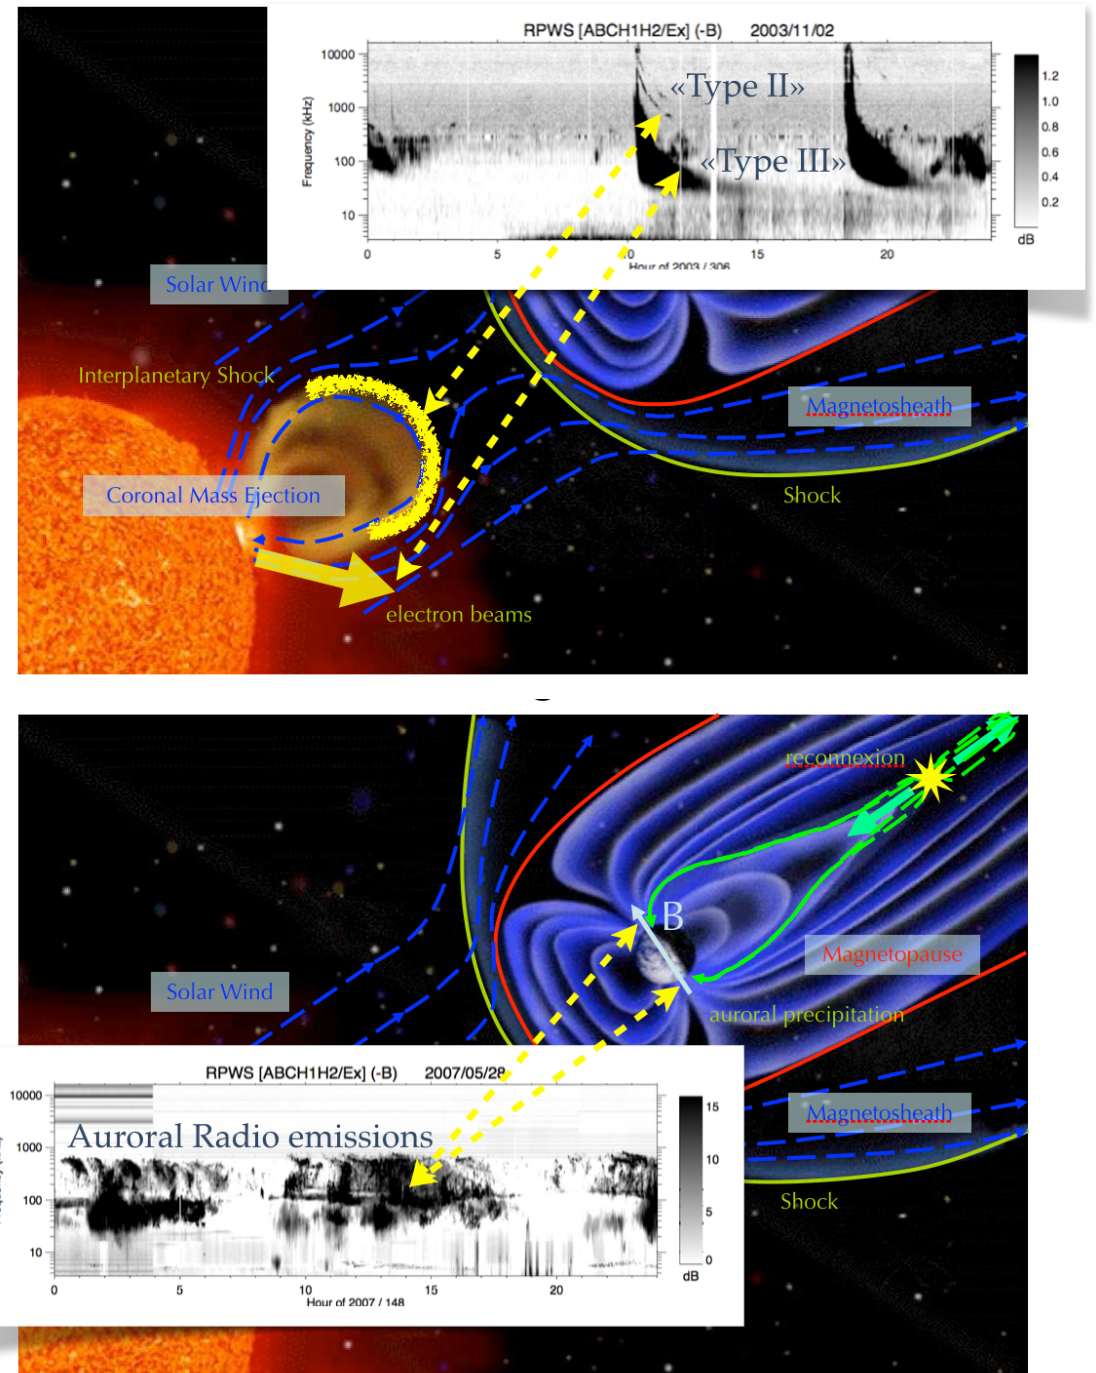 RPWS [ABCH1H2/Ex] (-B) 2003/11/02
10000
1000
100
10
Frequency (kHz)
«Type II»
«Type III»
1.2
1.0
0.8
0.6
0.4
0.2
dB
0 5 10 15 20
Hour of 2003 / 306
Solar Wind
Interplanetary Shock
Magnetosheath
Coronal Mass Ejection
Shock
electron beams
reconnexion
B
Magnetopause
Solar Wind
auroral precipitation
RPWS [ABCH1H2/Ex] (-B) 2007/05/28
10000
1000
100
10
Auroral Radio emissions
15
10
5
0
dB
0 5 10 15 20
Hour of 2007 / 148
Magnetosheath
Shock